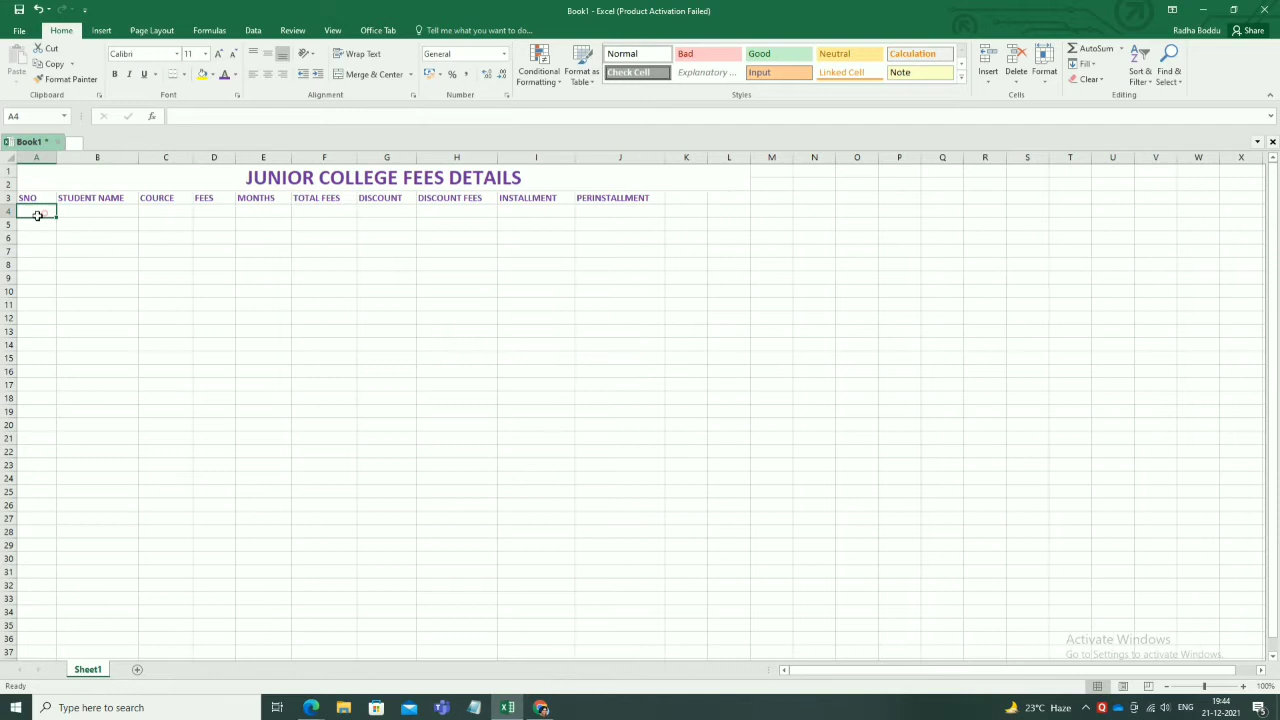 Book1 - Excel (Product Activation Failed)
File Home Insert Page Layout Formulas Data Review View Office Tab Tell me what you want to do... Radha Boddu Share
Cut Copy Format Painter Paste Clipboard
Calibri 11 B I U A Font
Wrap Text Merge & Center Alignment
General % , Number
Conditional Formatting Format as Table
Normal Bad Good Neutral Calculation
Check Cell Explanatory ... Input Linked Cell Note
Styles
Insert Delete Format Cells
AutoSum Fill Clear Sort & Filter Find & Select Editing
A4 fx
Book1 *
A B C D E F G H I J K L M N O P Q R S T U V W X
1 JUNIOR COLLEGE FEES DETAILS
2
3 SNO STUDENT NAME COURCE FEES MONTHS TOTAL FEES DISCOUNT DISCOUNT FEES INSTALLMENT PERINSTALLMENT
4
5
6
7
8
9
10
11
12
13
14
15
16
17
18
19
20
21
22
23
24
25
26
27
28
29
30
31
32
33
34
35
36
37
Activate Windows
Go to Settings to activate Windows.
Sheet1
Ready 100%
Type here to search 23°C Haze ENG 19:44
21-12-2021